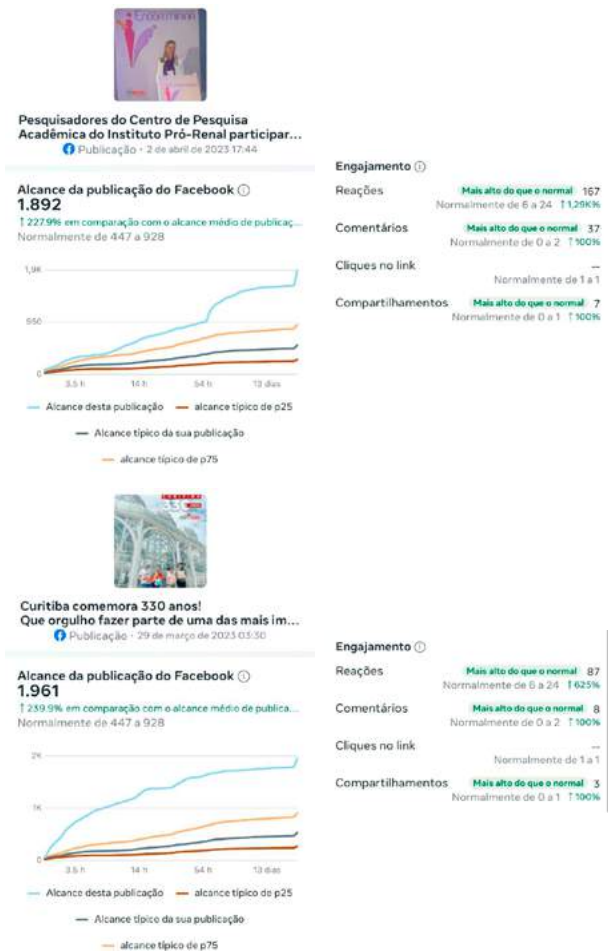 Pesquisadores do Centro de Pesquisa
Acadêmica do Instituto Pró-Renal participar...
Publicação • 2 de abril de 2023 17:44
Alcance da publicação do Facebook
1.892
↑ 227.9% em comparação com o alcance médio de publicaç...
Normalmente de 447 a 928
1,9K
950
0
3.5 h 14 h 54 h 13 dias
Alcance desta publicação alcance típico de p25
Alcance típico da sua publicação
alcance típico de p75
Engajamento
Reações Mais alto do que o normal 167
Normalmente de 6 a 24 ↑ 1,29K%
Comentários Mais alto do que o normal 37
Normalmente de 0 a 2 ↑ 100%
Cliques no link --
Normalmente de 1 a 1
Compartilhamentos Mais alto do que o normal 7
Normalmente de 0 a 1 ↑ 100%
330
Curitiba comemora 330 anos!
Que orgulho fazer parte de uma das mais im...
Publicação • 29 de março de 2023 03:30
Alcance da publicação do Facebook
1.961
↑ 239.9% em comparação com o alcance médio de publica...
Normalmente de 447 a 928
2K
1K
0
3.5 h 14 h 54 h 13 dias
Alcance desta publicação alcance típico de p25
Alcance típico da sua publicação
alcance típico de p75
Engajamento
Reações Mais alto do que o normal 87
Normalmente de 6 a 24 ↑ 625%
Comentários Mais alto do que o normal 8
Normalmente de 0 a 2 ↑ 100%
Cliques no link --
Normalmente de 1 a 1
Compartilhamentos Mais alto do que o normal 3
Normalmente de 0 a 1 ↑ 100%